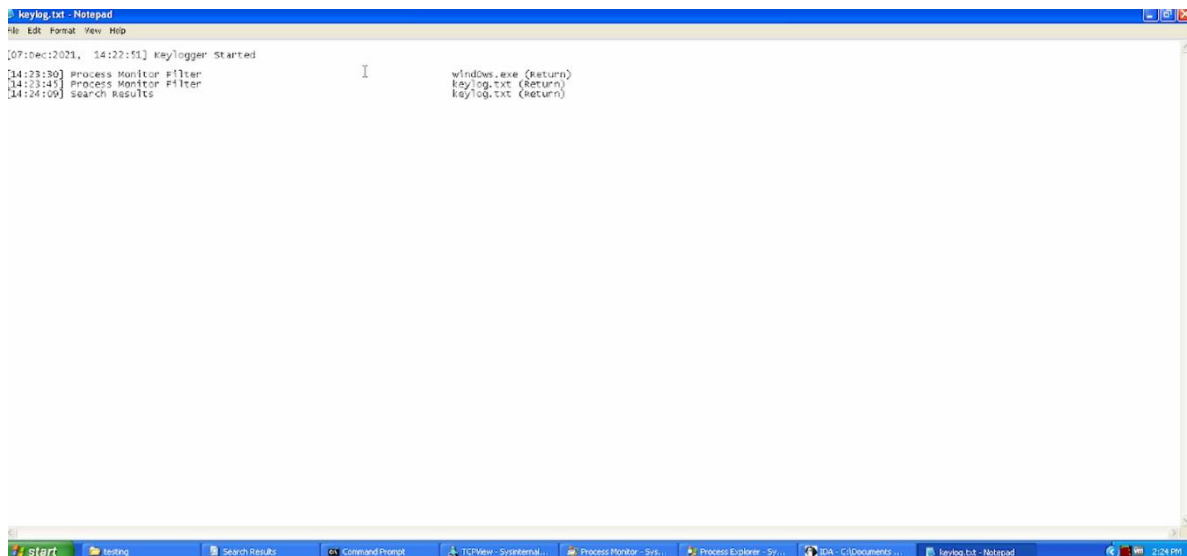 keylog.txt - Notepad
File Edit Format View Help
[07:Dec:2021, 14:22:51] Keylogger Started
[14:23:30] Process Monitor Filter wind0ws.exe (Return)
[14:23:45] Process Monitor Filter keylog.txt (Return)
[14:24:09] Search Results keylog.txt (Return)
start testing Search Results Command Prompt TCPView - Sysinternal... Process Monitor - Sys... Process Explorer - Sy... IDA - C:\Documents ... keylog.txt - Notepad 2:24 PM